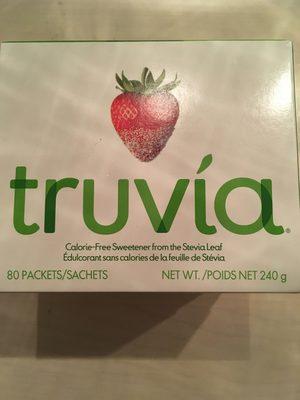 truvía®
Calorie-Free Sweetener from the Stevia Leaf
Édulcorant sans calories de la feuille de Stévia
80 PACKETS/SACHETS NET WT. /POIDS NET 240 g